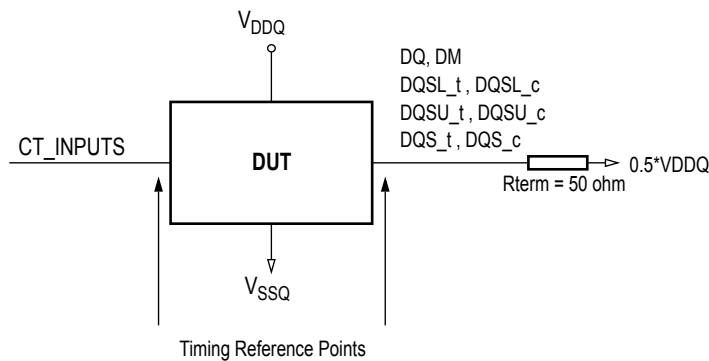 VDDQ
DQ, DM
DQSL_t , DQSL_c
DQSU_t , DQSU_c
DQS_t , DQS_c
CT_INPUTS
DUT
0.5*VDDQ
Rterm = 50 ohm
VSSQ
Timing Reference Points